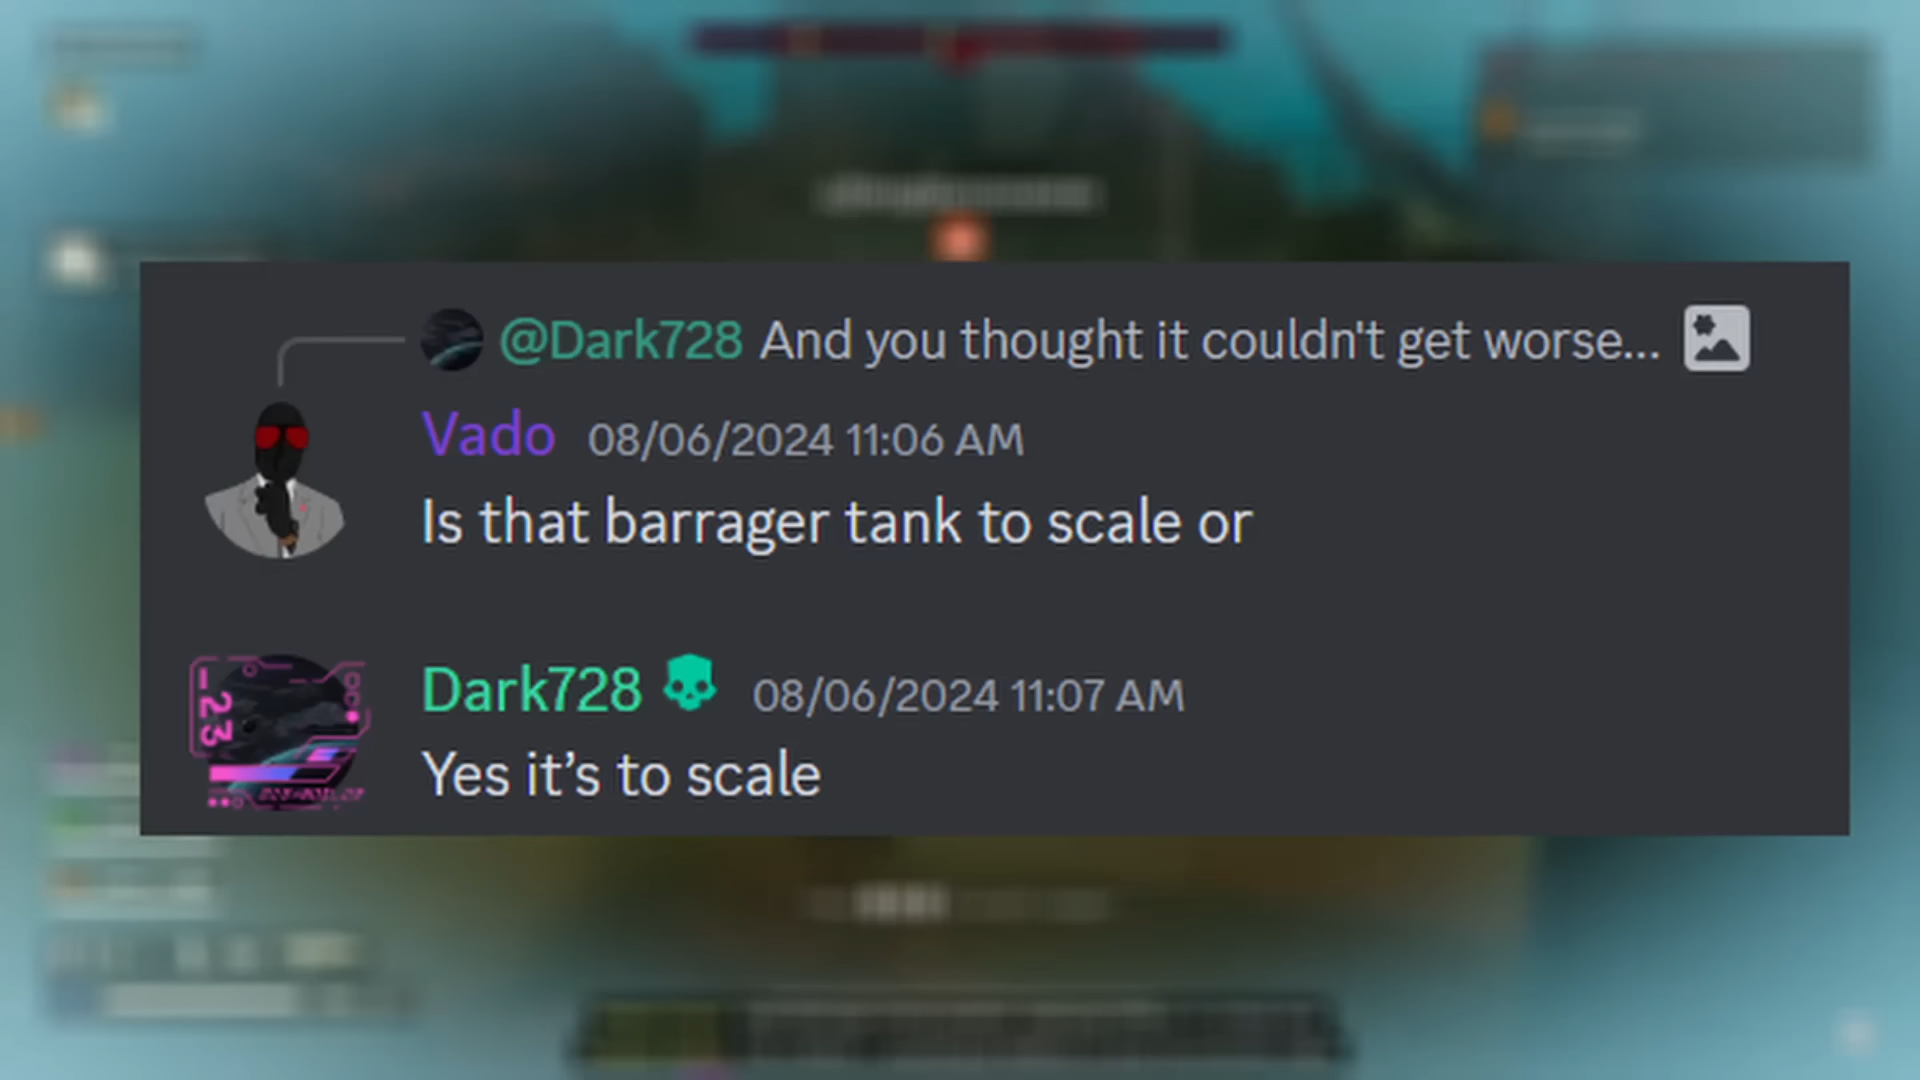 @Dark728 And you thought it couldn't get worse...
Vado 08/06/2024 11:06 AM
Is that barrager tank to scale or
Dark728 08/06/2024 11:07 AM
Yes it’s to scale